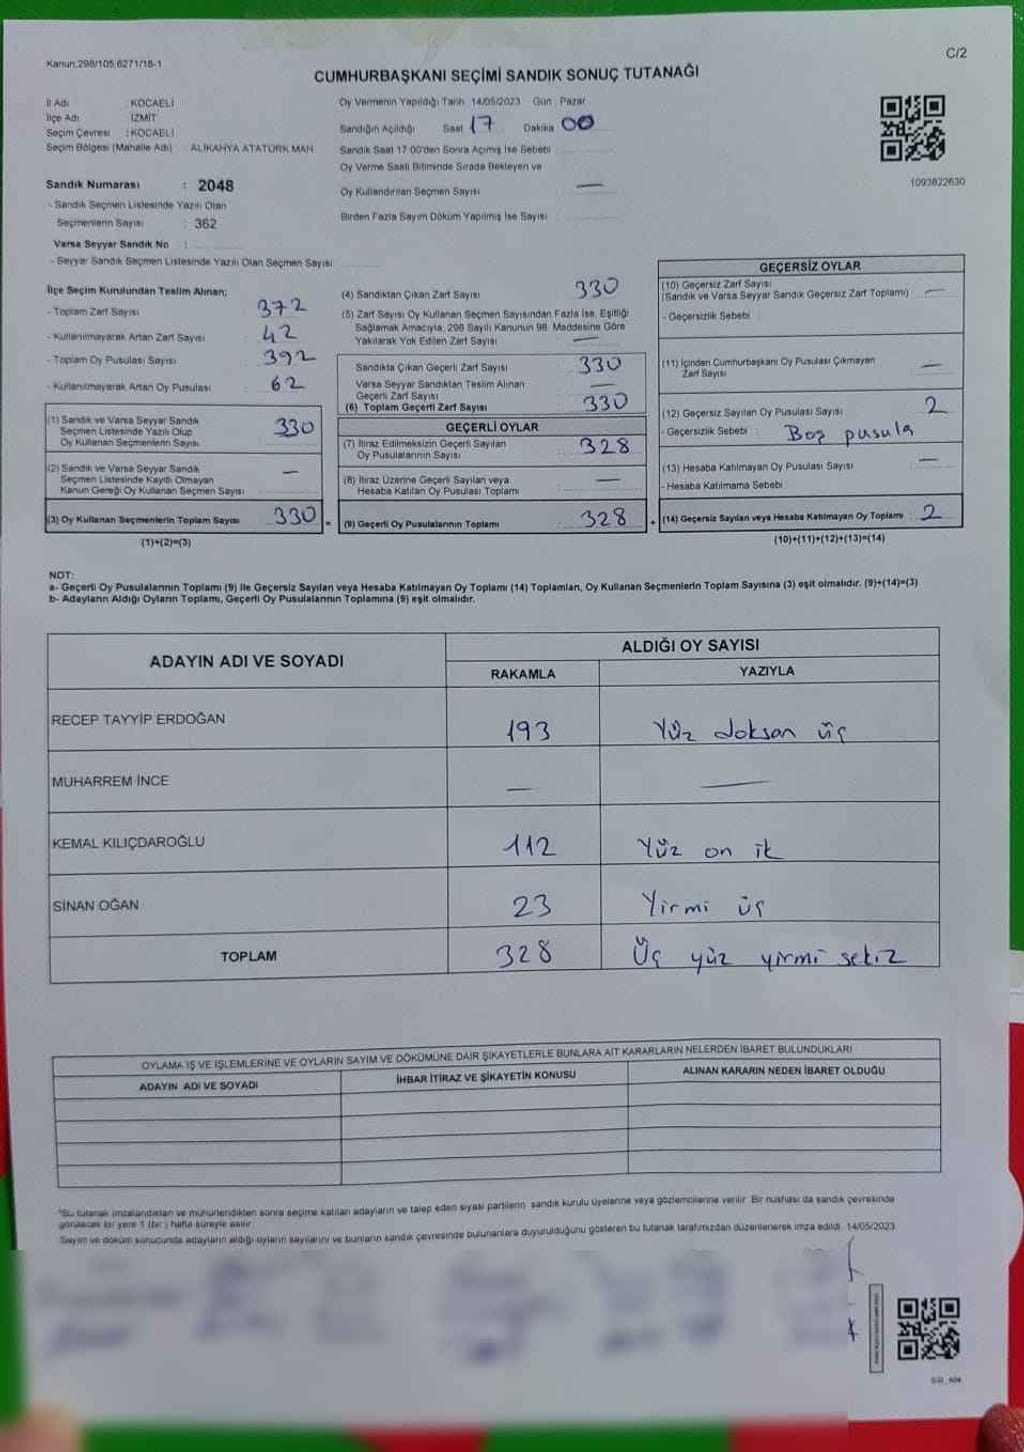 Kanun;298/105;6271/18-1
C/2
CUMHURBAŞKANI SEÇİMİ SANDIK SONUÇ TUTANAĞI
İl Adı : KOCAELİ
İlçe Adı : İZMİT
Seçim Çevresi : KOCAELİ
Seçim Bölgesi (Mahalle Adı) : ALİKAHYA ATATÜRK MAH.
Sandık Numarası : 2048
- Sandık Seçmen Listesinde Yazılı Olan
Seçmenlerin Sayısı : 362
Varsa Seyyar Sandık No :
- Seyyar Sandık Seçmen Listesinde Yazılı Olan Seçmen Sayısı
Oy Vermenin Yapıldığı Tarih 14/05/2023 Gün : Pazar
Sandığın Açıldığı Saat 17 Dakika 00
Sandık Saat 17:00'den Sonra Açılmış İse Sebebi
Oy Verme Saati Bitiminde Sırada Bekleyen ve
Oy Kullandırılan Seçmen Sayısı —
Birden Fazla Sayım Döküm Yapılmış İse Sayısı
1093822630
İlçe Seçim Kurulundan Teslim Alınan;
- Toplam Zarf Sayısı 372
- Kullanılmayarak Artan Zarf Sayısı 42
- Toplam Oy Pusulası Sayısı 392
- Kullanılmayarak Artan Oy Pusulası 62
(1) Sandık ve Varsa Seyyar Sandık
Seçmen Listesinde Yazılı Olup
Oy Kullanan Seçmenlerin Sayısı 330
(2) Sandık ve Varsa Seyyar Sandık
Seçmen Listesinde Kayıtlı Olmayan
Kanun Gereği Oy Kullanan Seçmen Sayısı —
(3) Oy Kullanan Seçmenlerin Toplam Sayısı 330 =
(1)+(2)=(3)
(4) Sandıktan Çıkan Zarf Sayısı 330
(5) Zarf Sayısı Oy Kullanan Seçmen Sayısından Fazla İse, Eşitliği
Sağlamak Amacıyla, 298 Sayılı Kanunun 98. Maddesine Göre
Yakılarak Yok Edilen Zarf Sayısı —
Sandıkta Çıkan Geçerli Zarf Sayısı 330
Varsa Seyyar Sandıktan Teslim Alınan
Geçerli Zarf Sayısı —
(6) Toplam Geçerli Zarf Sayısı 330
GEÇERLİ OYLAR
(7) İtiraz Edilmeksizin Geçerli Sayılan
Oy Pusulalarının Sayısı 328
(8) İtiraz Üzerine Geçerli Sayılan veya
Hesaba Katılan Oy Pusulası Toplamı —
(9) Geçerli Oy Pusulalarının Toplamı 328 +
GEÇERSİZ OYLAR
(10) Geçersiz Zarf Sayısı
(Sandık ve Varsa Seyyar Sandık Geçersiz Zarf Toplamı) —
- Geçersizlik Sebebi
(11) İçinden Cumhurbaşkanı Oy Pusulası Çıkmayan
Zarf Sayısı —
(12) Geçersiz Sayılan Oy Pusulası Sayısı 2
- Geçersizlik Sebebi : Boş pusula
(13) Hesaba Katılmayan Oy Pusulası Sayısı —
- Hesaba Katılmama Sebebi
(14) Geçersiz Sayılan veya Hesaba Katılmayan Oy Toplamı 2
(10)+(11)+(12)+(13)=(14)
NOT:
a- Geçerli Oy Pusulalarının Toplamı (9) ile Geçersiz Sayılan veya Hesaba Katılmayan Oy Toplamı (14) Toplamları, Oy Kullanan Seçmenlerin Toplam Sayısına (3) eşit olmalıdır. (9)+(14)=(3)
b- Adayların Aldığı Oyların Toplamı, Geçerli Oy Pusulalarının Toplamına (9) eşit olmalıdır.
ADAYIN ADI VE SOYADI
ALDIĞI OY SAYISI
RAKAMLA YAZIYLA
RECEP TAYYİP ERDOĞAN 193 Yüz doksan üç
MUHARREM İNCE — —
KEMAL KILIÇDAROĞLU 112 Yüz on ik
SİNAN OĞAN 23 Yirmi üç
TOPLAM 328 Üç yüz yirmi sekiz
OYLAMA İŞ VE İŞLEMLERİNE VE OYLARIN SAYIM VE DÖKÜMÜNE DAİR ŞİKAYETLERLE BUNLARA AİT KARARLARIN NELERDEN İBARET BULUNDUKLARI
ADAYIN ADI VE SOYADI İHBAR İTİRAZ VE ŞİKAYETİN KONUSU ALINAN KARARIN NEDEN İBARET OLDUĞU
*Bu tutanak imzalandıktan ve mühürlendikten sonra seçime katılan adayların ve talep eden siyasi partilerin sandık kurulu üyelerine veya gözlemcilerine verilir. Bir nüshası da sandık çevresinde
görülecek bir yere 1 (bir ) hafta süreyle asılır.
Sayım ve döküm sonucunda adayların aldığı oyların sayılarını ve bunların sandık çevresinde bulunanlara duyurulduğunu gösteren bu tutanak tarafımızdan düzenlenerek imza edildi. 14/05/2023